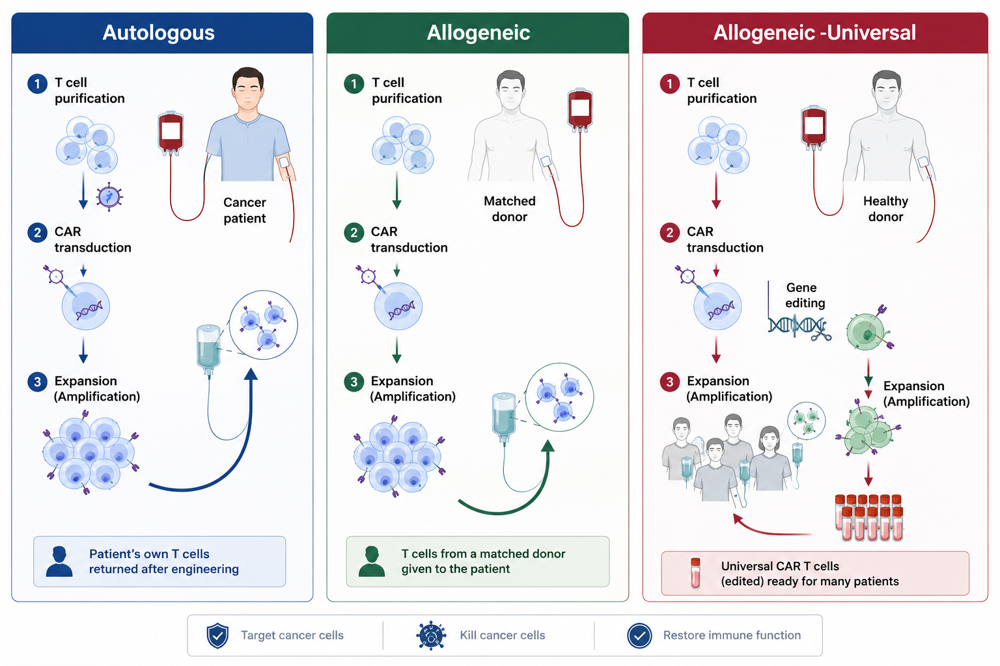 Autologous
1 T cell
purification
Cancer
patient
2 CAR
transduction
3 Expansion
(Amplification)
Patient's own T cells
returned after engineering
Allogeneic
1 T cell
purification
Matched
donor
2 CAR
transduction
3 Expansion
(Amplification)
T cells from a matched donor
given to the patient
Allogeneic -Universal
1 T cell
purification
Healthy
donor
2 CAR
transduction
Gene
editing
3 Expansion
(Amplification)
Expansion
(Amplification)
Universal CAR T cells
(edited) ready for many patients
Target cancer cells
Kill cancer cells
Restore immune function